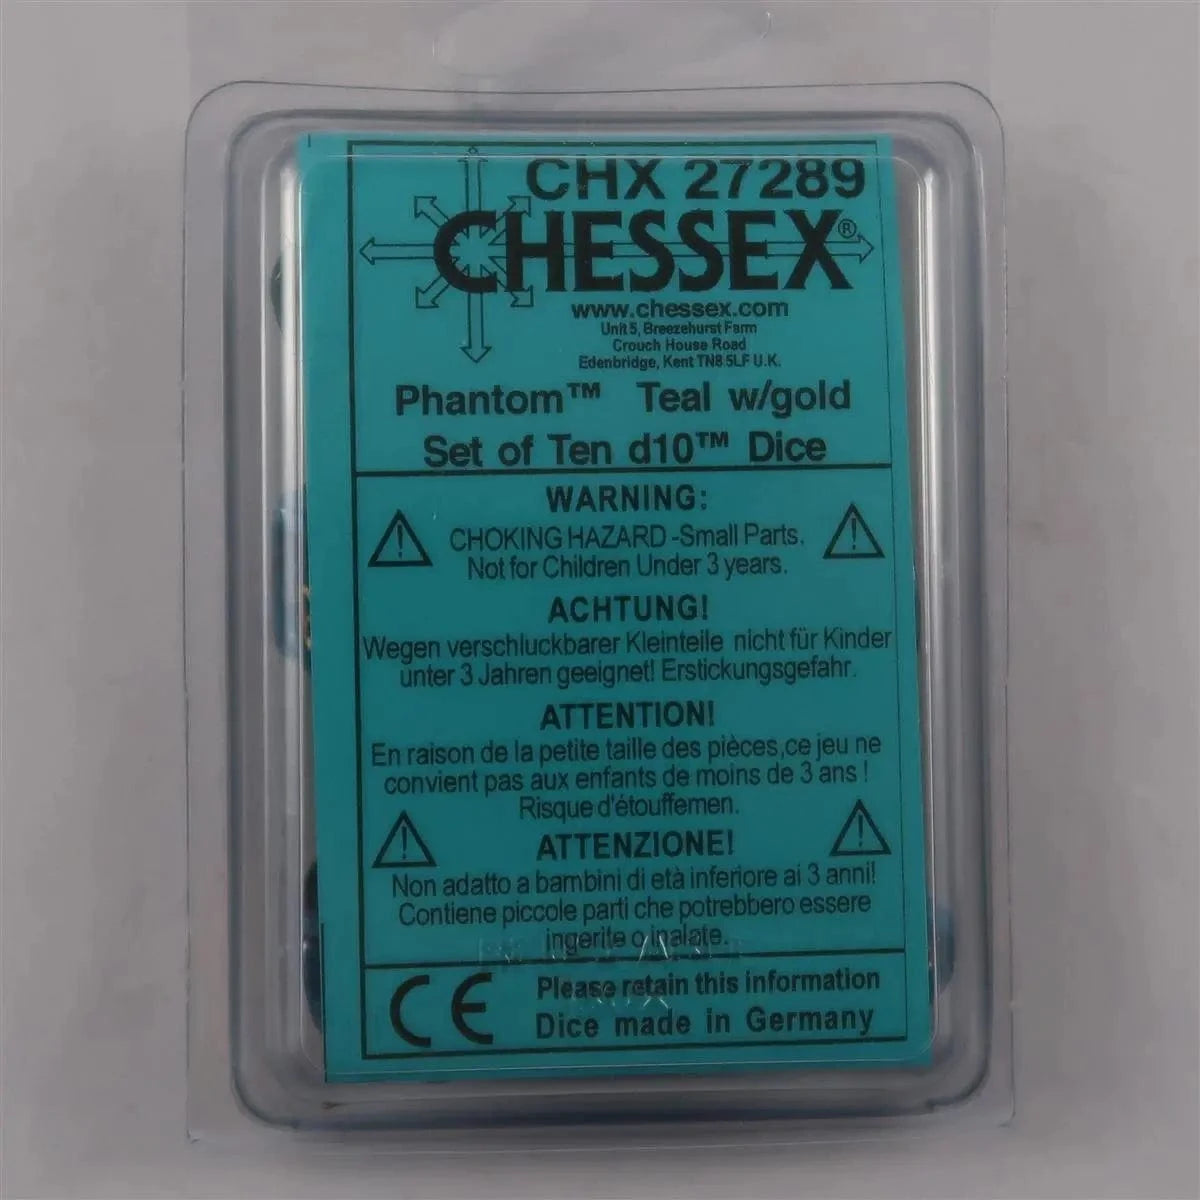 CHX 27289
CHESSEX®
www.chessex.com
Unit 5, Breezehurst Farm
Crouch House Road
Edenbridge, Kent TN8 5LF U.K.
Phantom™ Teal w/gold
Set of Ten d10™ Dice
WARNING:
CHOKING HAZARD -Small Parts.
Not for Children Under 3 years.
ACHTUNG!
Wegen verschluckbarer Kleinteile nicht für Kinder
unter 3 Jahren geeignet! Erstickungsgefahr.
ATTENTION!
En raison de la petite taille des pièces,ce jeu ne
convient pas aux enfants de moins de 3 ans !
Risque d'étouffemen.
ATTENZIONE!
Non adatto a bambini di età inferiore ai 3 anni!
Contiene piccole parti che potrebbero essere
ingerite o inalate.
CE
Please retain this information
Dice made in Germany